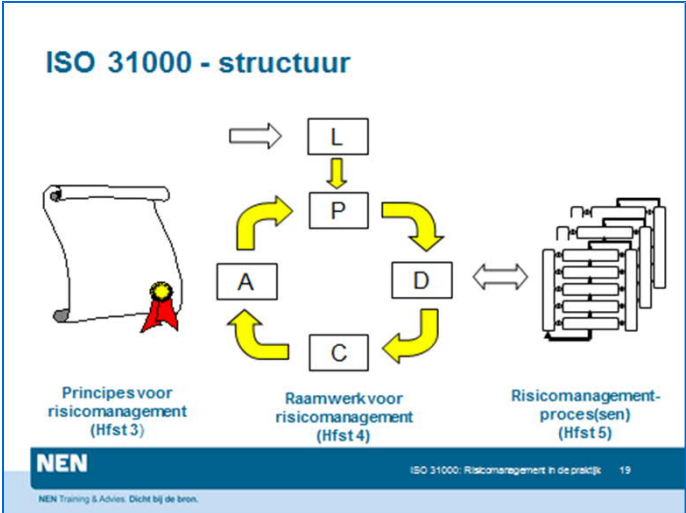 ISO 31000 - structuur
L
P
A
D
C
Principes voor
risicomanagement
(Hfst 3)
Raamwerk voor
risicomanagement
(Hfst 4)
Risicomanagement-
proces(sen)
(Hfst 5)
NEN
ISO 31000: Risicomanagement in de praktijk 19
NEN Training & Advies. Dicht bij de bron.